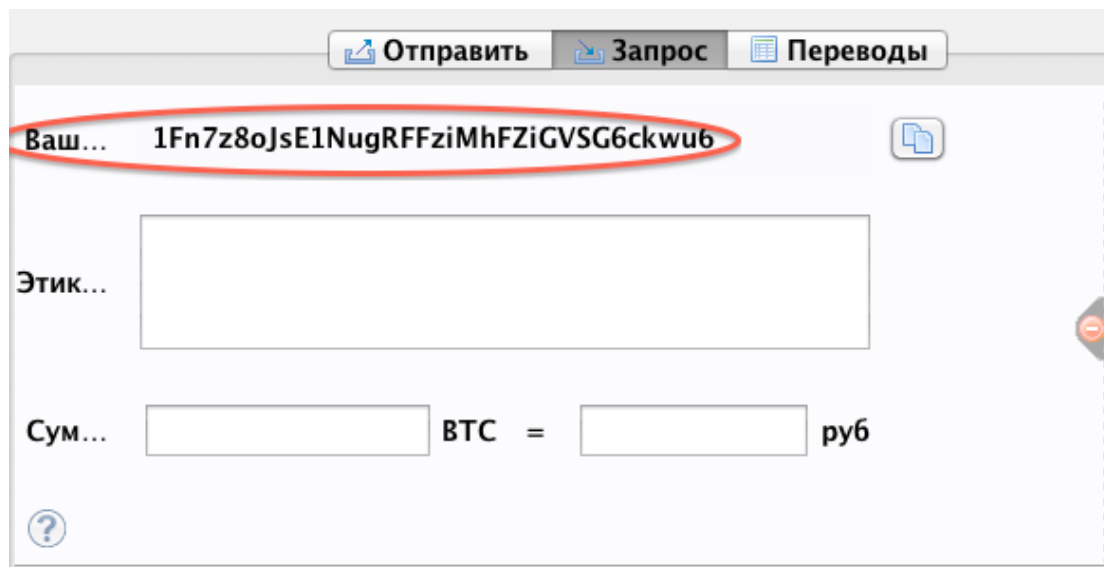 Отправить Запрос Переводы
Ваш... 1Fn7z8oJsE1NugRFFziMhFZiGVSG6ckwu6
Этик...
Сум... BTC = руб
?